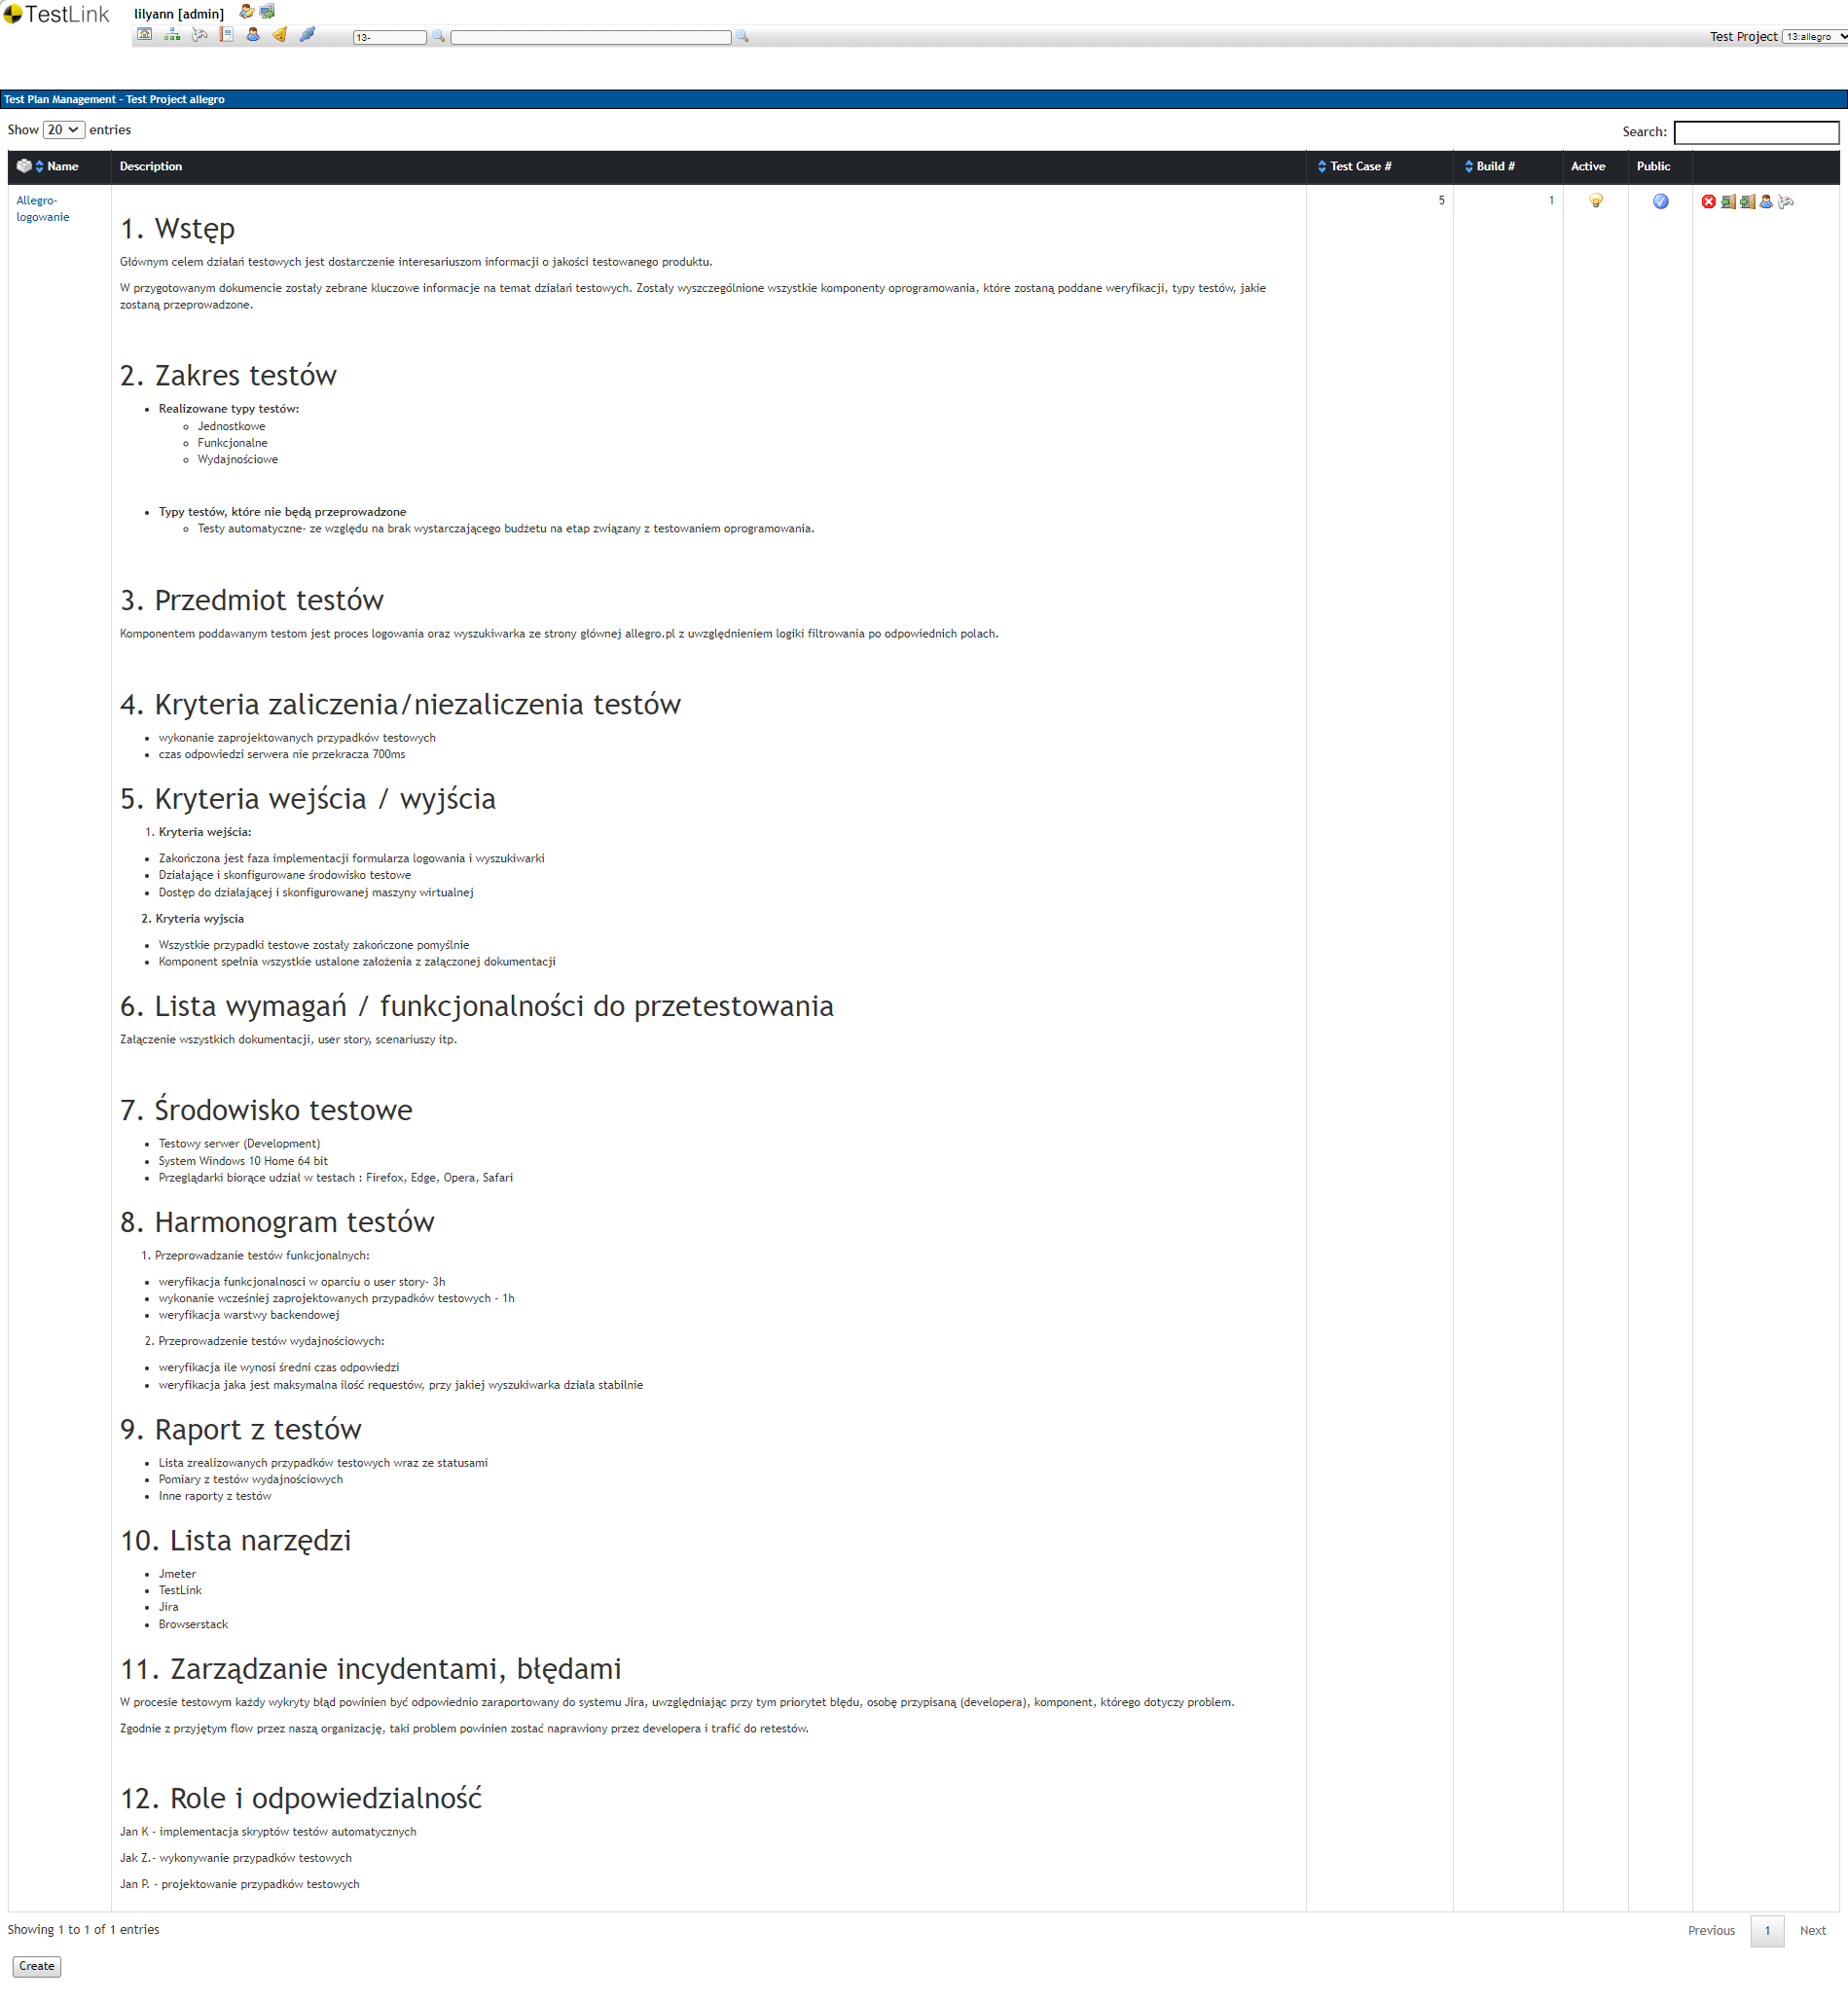 TestLink
lilyann [admin]
13-
Test Project 13:allegro
Test Plan Management - Test Project allegro
Show 20 entries
Search:
Name Description Test Case # Build # Active Public
Allegro-
logowanie
5 1
1. Wstęp
Głównym celem działań testowych jest dostarczenie interesariuszom informacji o jakości testowanego produktu.
W przygotowanym dokumencie zostały zebrane kluczowe informacje na temat działań testowych. Zostały wyszczególnione wszystkie komponenty oprogramowania, które zostaną poddane weryfikacji, typy testów, jakie
zostaną przeprowadzone.
2. Zakres testów
Realizowane typy testów:
Jednostkowe
Funkcjonalne
Wydajnościowe
Typy testów, które nie będą przeprowadzone
Testy automatyczne- ze względu na brak wystarczającego budżetu na etap związany z testowaniem oprogramowania.
3. Przedmiot testów
Komponentem poddawanym testom jest proces logowania oraz wyszukiwarka ze strony głównej allegro.pl z uwzględnieniem logiki filtrowania po odpowiednich polach.
4. Kryteria zaliczenia/niezaliczenia testów
wykonanie zaprojektowanych przypadków testowych
czas odpowiedzi serwera nie przekracza 700ms
5. Kryteria wejścia / wyjścia
1. Kryteria wejścia:
Zakończona jest faza implementacji formularza logowania i wyszukiwarki
Działające i skonfigurowane środowisko testowe
Dostęp do działającej i skonfigurowanej maszyny wirtualnej
2. Kryteria wyjscia
Wszystkie przypadki testowe zostały zakończone pomyślnie
Komponent spełnia wszystkie ustalone założenia z załączonej dokumentacji
6. Lista wymagań / funkcjonalności do przetestowania
Załączenie wszystkich dokumentacji, user story, scenariuszy itp.
7. Środowisko testowe
Testowy serwer (Development)
System Windows 10 Home 64 bit
Przeglądarki biorące udział w testach : Firefox, Edge, Opera, Safari
8. Harmonogram testów
1. Przeprowadzanie testów funkcjonalnych:
weryfikacja funkcjonalnosci w oparciu o user story- 3h
wykonanie wcześniej zaprojektowanych przypadków testowych - 1h
weryfikacja warstwy backendowej
2. Przeprowadzenie testów wydajnościowych:
weryfikacja ile wynosi średni czas odpowiedzi
weryfikacja jaka jest maksymalna ilość requestów, przy jakiej wyszukiwarka działa stabilnie
9. Raport z testów
Lista zrealizowanych przypadków testowych wraz ze statusami
Pomiary z testów wydajnościowych
Inne raporty z testów
10. Lista narzędzi
Jmeter
TestLink
Jira
Browserstack
11. Zarządzanie incydentami, błędami
W procesie testowym każdy wykryty błąd powinien być odpowiednio zaraportowany do systemu Jira, uwzględniając przy tym priorytet błędu, osobę przypisaną (developera), komponent, którego dotyczy problem.
Zgodnie z przyjętym flow przez naszą organizację, taki problem powinien zostać naprawiony przez developera i trafić do retestów.
12. Role i odpowiedzialność
Jan K - implementacja skryptów testów automatycznych
Jak Z.- wykonywanie przypadków testowych
Jan P. - projektowanie przypadków testowych
Showing 1 to 1 of 1 entries
Previous 1 Next
Create